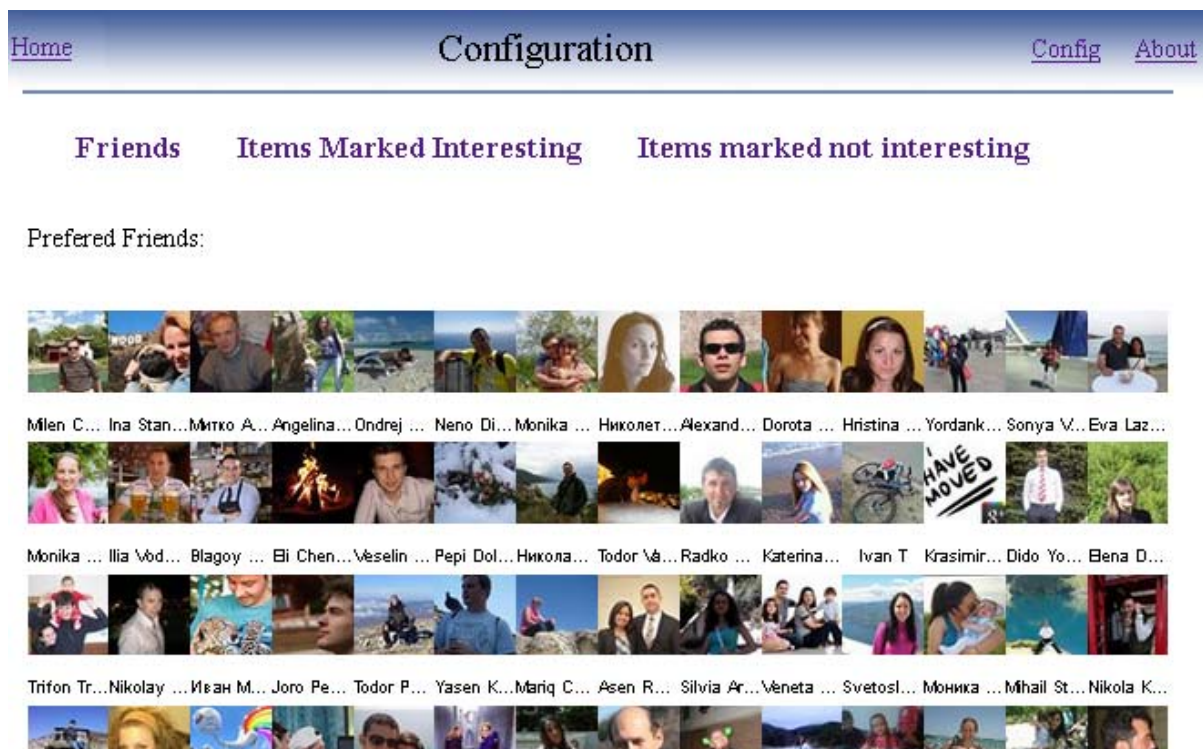 Home Configuration Config About
Friends Items Marked Interesting Items marked not interesting
Prefered Friends:
WOOD
Milen C... Ina Stan... Митко А... Angelina... Ondrej ... Neno Di... Monika ... Николет... Alexand... Dorota ... Hristina ... Yordank... Sonya V... Eva Laz...
I HAVE MOVED g+
Monika ... Ilia Vod... Blagoy ... Eli Chen... Veselin ... Pepi Dol... Никола... Todor Va... Radko ... Katerina... Ivan T Krasimir... Dido Yo... Elena D...
Trifon Tr... Nikolay ... Иван М... Joro Pe... Todor P... Yasen K... Mariq C... Asen R... Silvia Ar... Veneta ... Svetosl... Моника ... Mihail St... Nikola K...